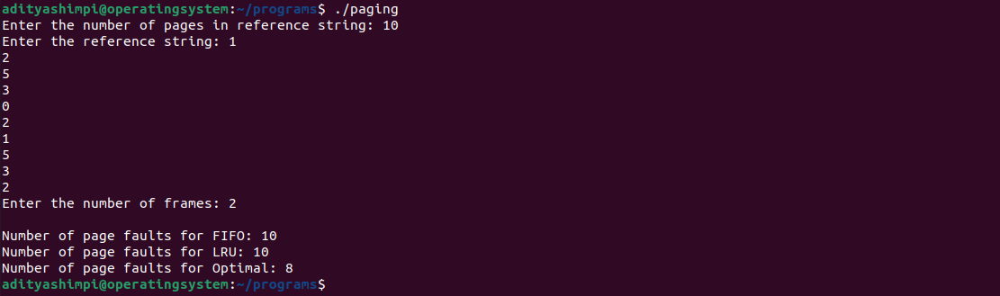 adityashimpi@operatingsystem:~/programs$ ./paging
Enter the number of pages in reference string: 10
Enter the reference string: 1
2
5
3
0
2
1
5
3
2
Enter the number of frames: 2
Number of page faults for FIFO: 10
Number of page faults for LRU: 10
Number of page faults for Optimal: 8
adityashimpi@operatingsystem:~/programs$